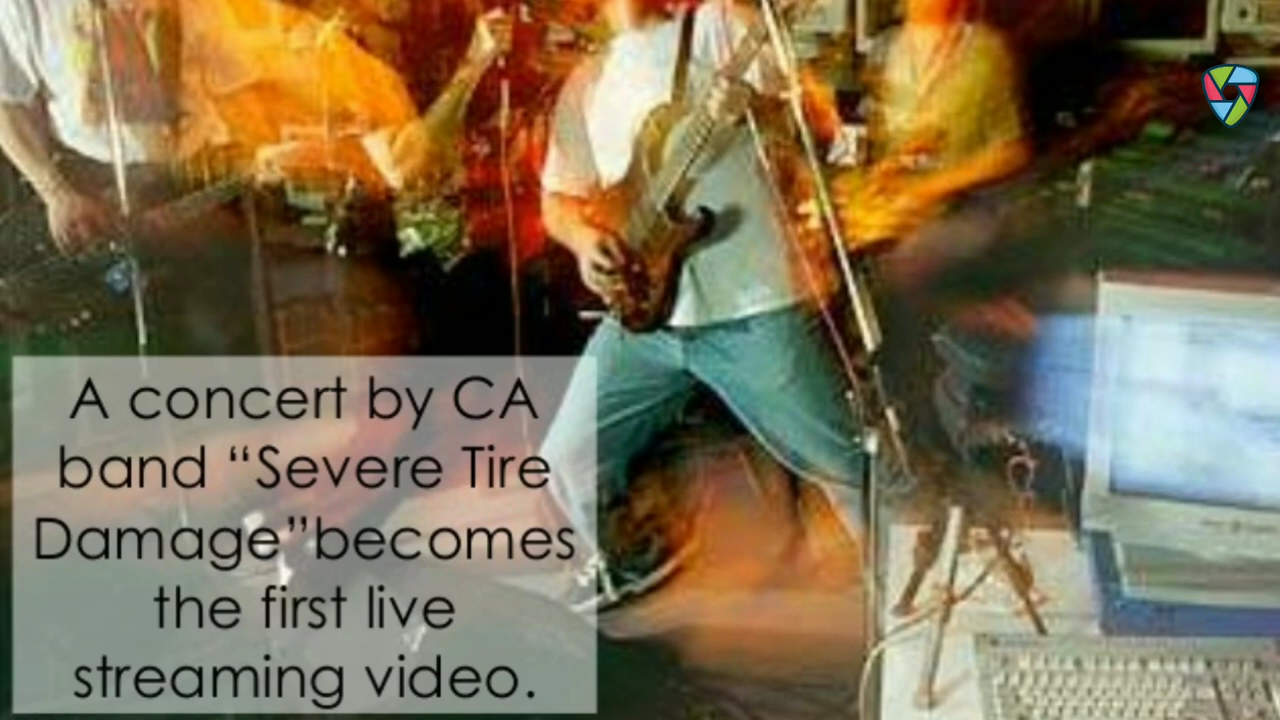 A concert by CA
band “Severe Tire
Damage”becomes
the first live
streaming video.